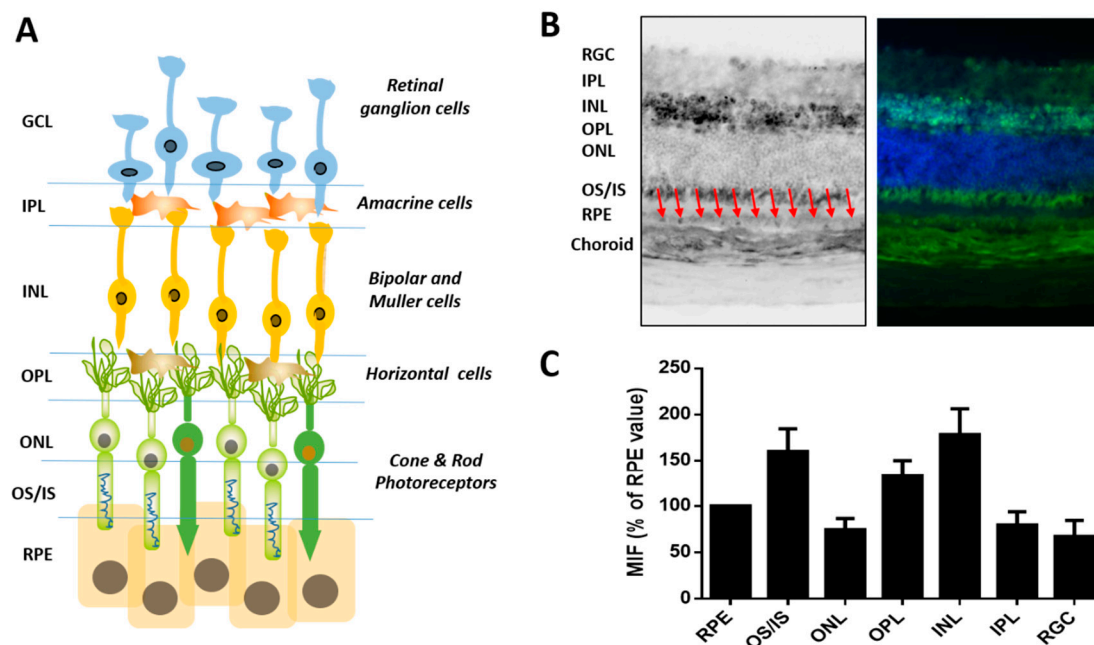 A
GCL
Retinal
ganglion cells
IPL
Amacrine cells
INL
Bipolar and
Muller cells
OPL
Horizontal cells
ONL
Cone & Rod
Photoreceptors
OS/IS
RPE
B
RGC
IPL
INL
OPL
ONL
OS/IS
RPE
Choroid
C
MIF (% of RPE value)
250
200
150
100
50
0
RPE
OS/IS
ONL
OPL
INL
IPL
RGC